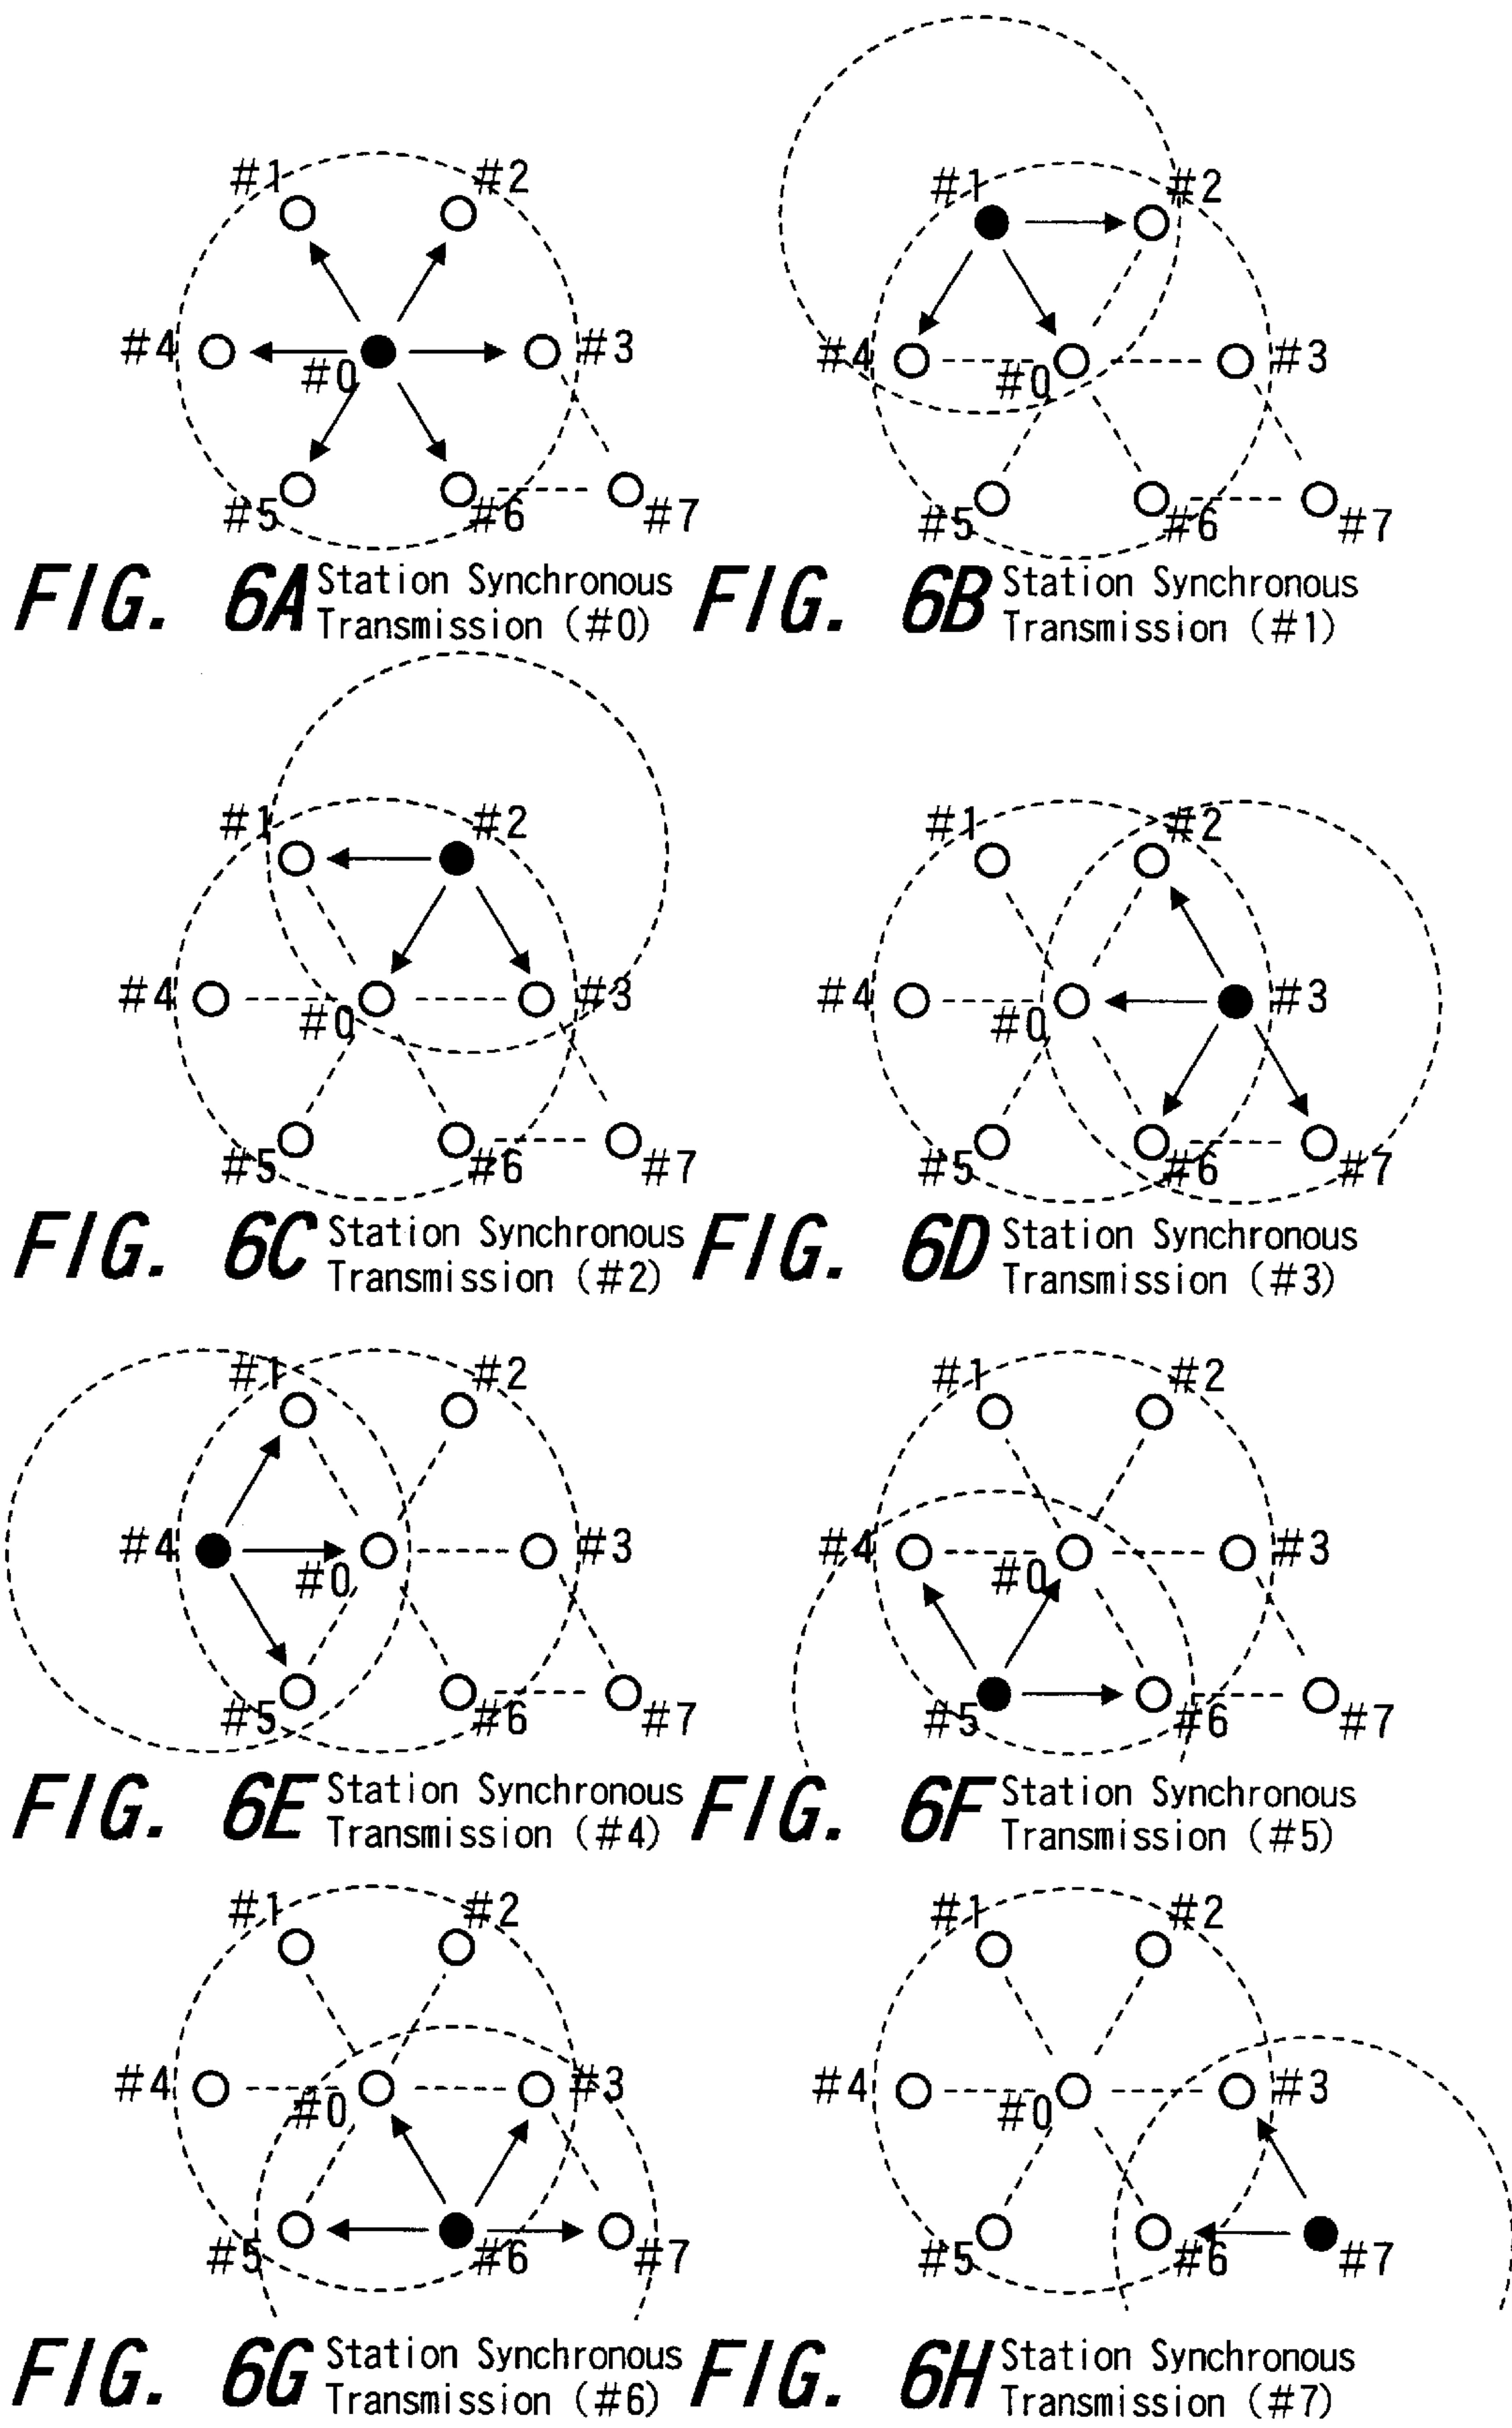 #1 #2
#4 #0 #3
#5 #6 #7
FIG. 6A Station Synchronous
Transmission (#0)
#1 #2
#4 #0 #3
#5 #6 #7
FIG. 6B Station Synchronous
Transmission (#1)
#1 #2
#4 #0 #3
#5 #6 #7
FIG. 6C Station Synchronous
Transmission (#2)
#1 #2
#4 #0 #3
#5 #6 #7
FIG. 6D Station Synchronous
Transmission (#3)
#1 #2
#4 #0 #3
#5 #6 #7
FIG. 6E Station Synchronous
Transmission (#4)
#1 #2
#4 #0 #3
#5 #6 #7
FIG. 6F Station Synchronous
Transmission (#5)
#1 #2
#4 #0 #3
#5 #6 #7
FIG. 6G Station Synchronous
Transmission (#6)
#1 #2
#4 #0 #3
#5 #6 #7
FIG. 6H Station Synchronous
Transmission (#7)